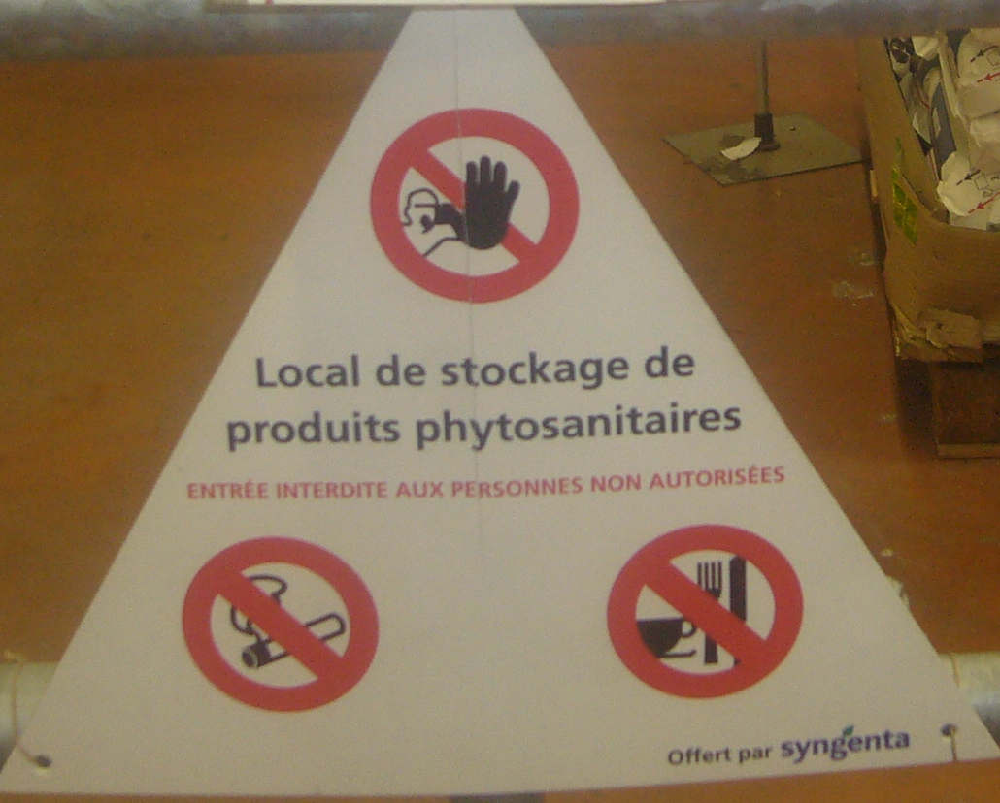 Local de stockage de
produits phytosanitaires
ENTRÉE INTERDITE AUX PERSONNES NON AUTORISÉES
Offert par syngenta